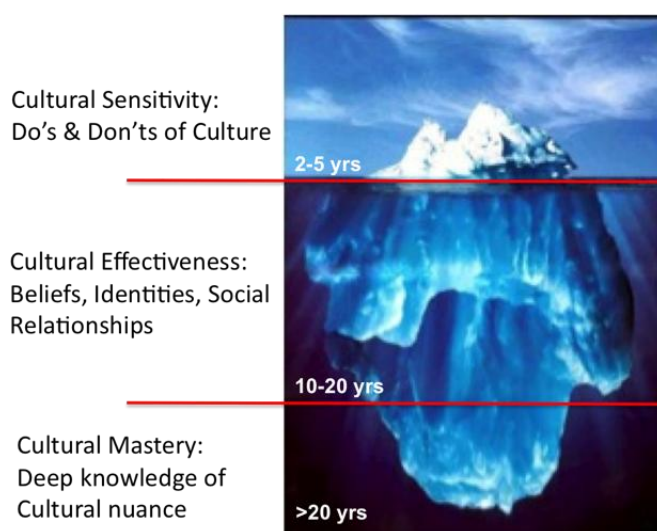 Cultural Sensitivity:
Do's & Don'ts of Culture
2-5 yrs
Cultural Effectiveness:
Beliefs, Identities, Social
Relationships
10-20 yrs
Cultural Mastery:
Deep knowledge of
Cultural nuance
>20 yrs